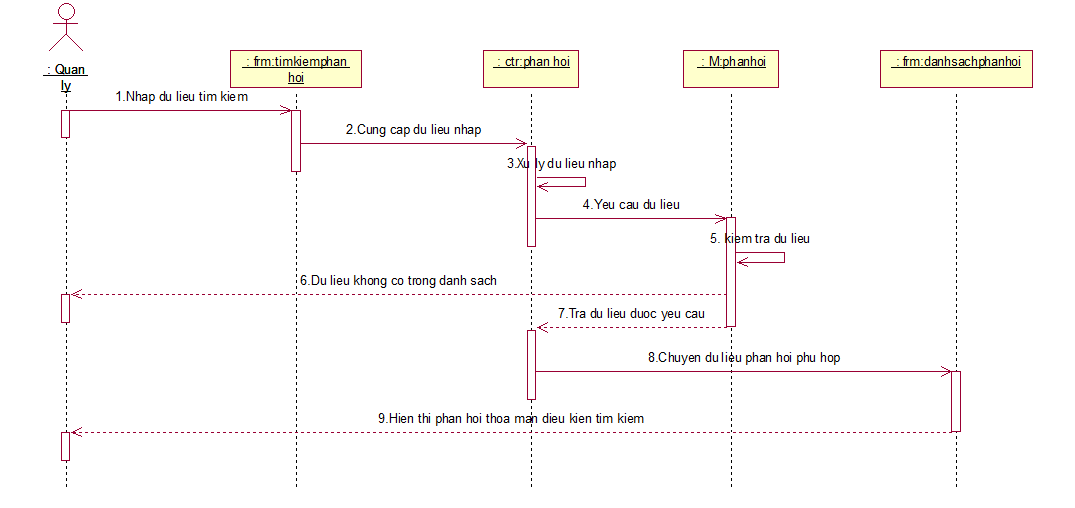 : Quan
ly
: frm:timkiemphan
hoi
: ctr:phan hoi
: M:phanhoi
: frm:danhsachphanhoi
1.Nhap du lieu tim kiem
2.Cung cap du lieu nhap
3.Xu ly du lieu nhap
4.Yeu cau du lieu
5. kiem tra du lieu
6.Du lieu khong co trong danh sach
7.Tra du lieu duoc yeu cau
8.Chuyen du lieu phan hoi phu hop
9.Hien thi phan hoi thoa man dieu kien tim kiem